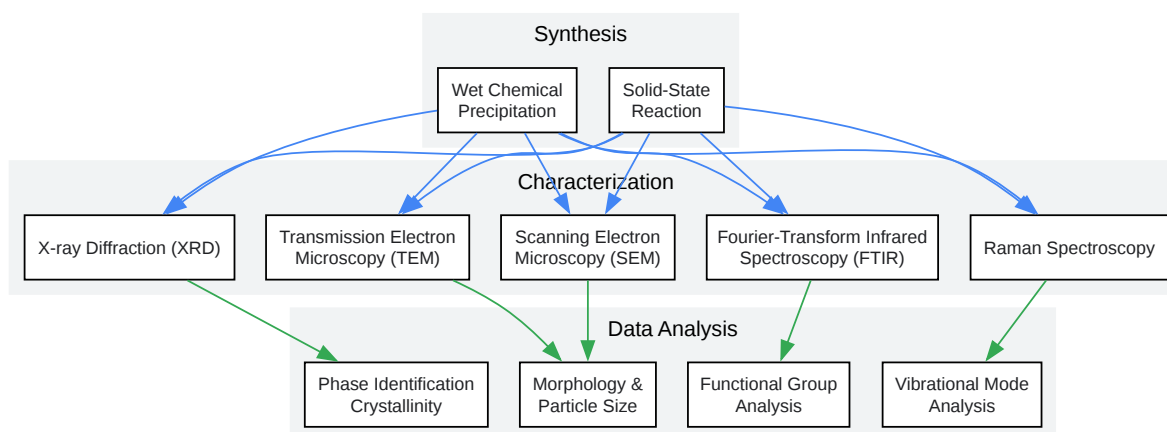 Synthesis
Wet Chemical
Precipitation
Solid-State
Reaction
Characterization
X-ray Diffraction (XRD)
Transmission Electron
Microscopy (TEM)
Scanning Electron
Microscopy (SEM)
Fourier-Transform Infrared
Spectroscopy (FTIR)
Raman Spectroscopy
Data Analysis
Phase Identification
Crystallinity
Morphology &
Particle Size
Functional Group
Analysis
Vibrational Mode
Analysis